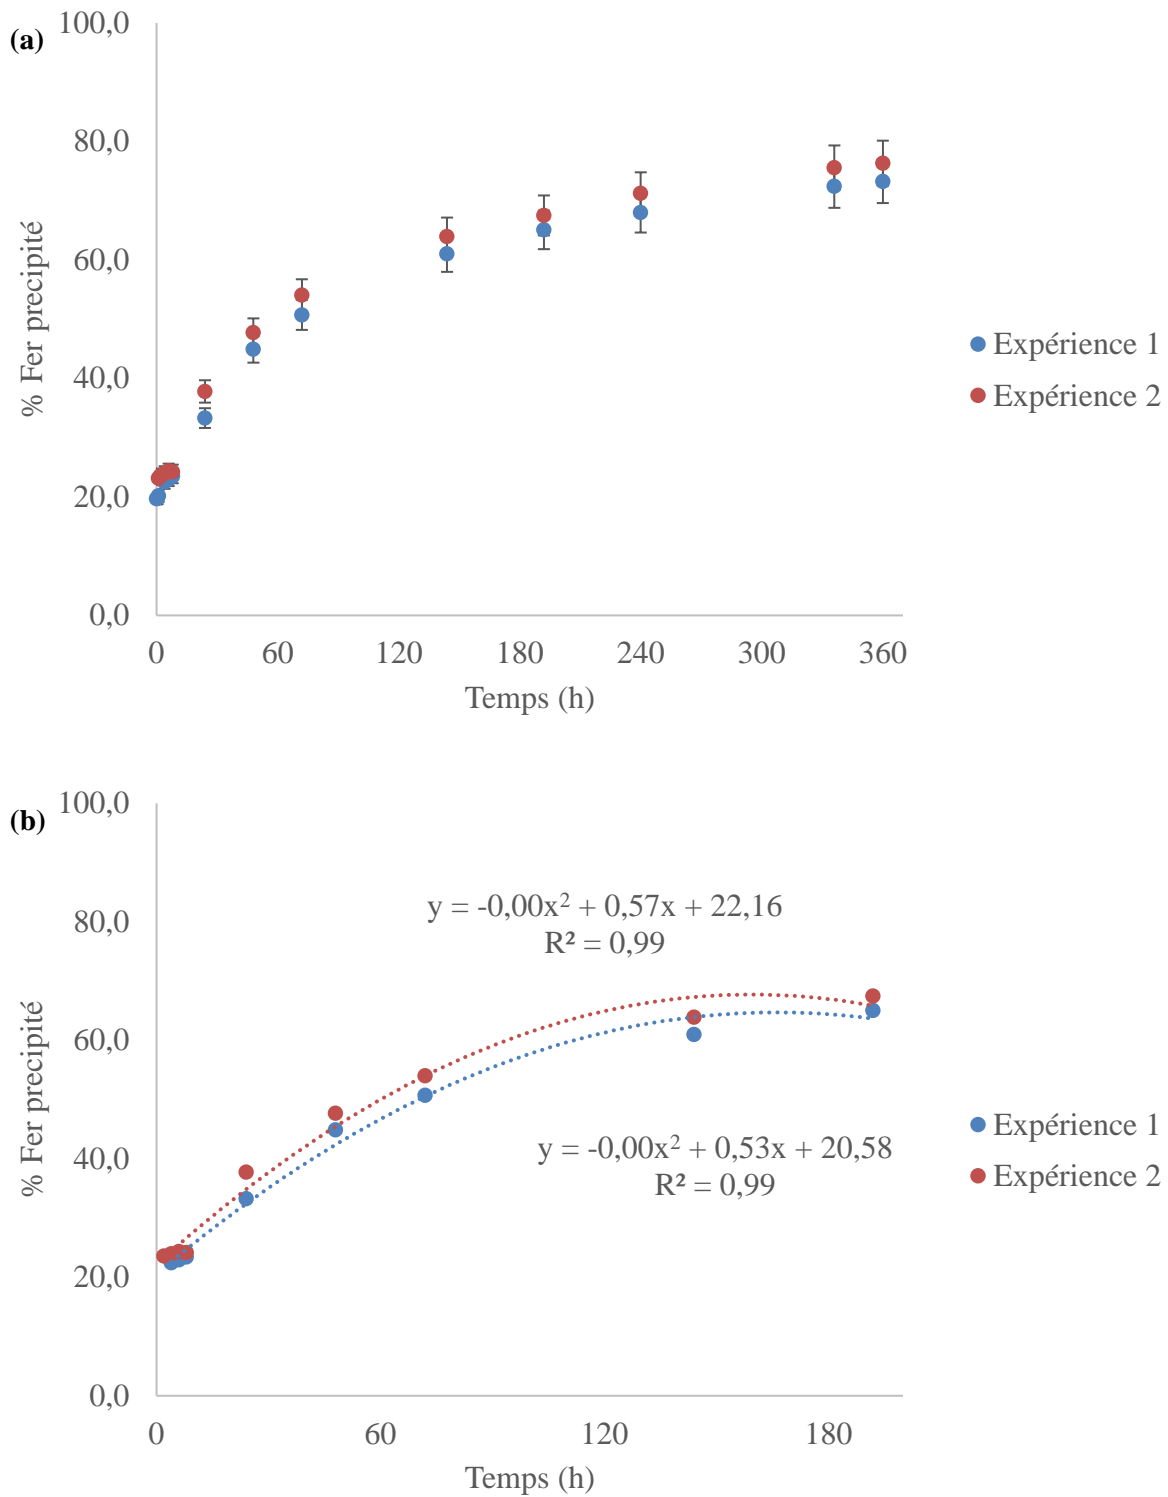 (a)
100,0
80,0
60,0
40,0
20,0
0,0
% Fer precipité
0 60 120 180 240 300 360
Temps (h)
Expérience 1
Expérience 2
(b)
100,0
80,0
60,0
40,0
20,0
0,0
% Fer precipité
y = -0,00x² + 0,57x + 22,16
R² = 0,99
y = -0,00x² + 0,53x + 20,58
R² = 0,99
0 60 120 180
Temps (h)
Expérience 1
Expérience 2